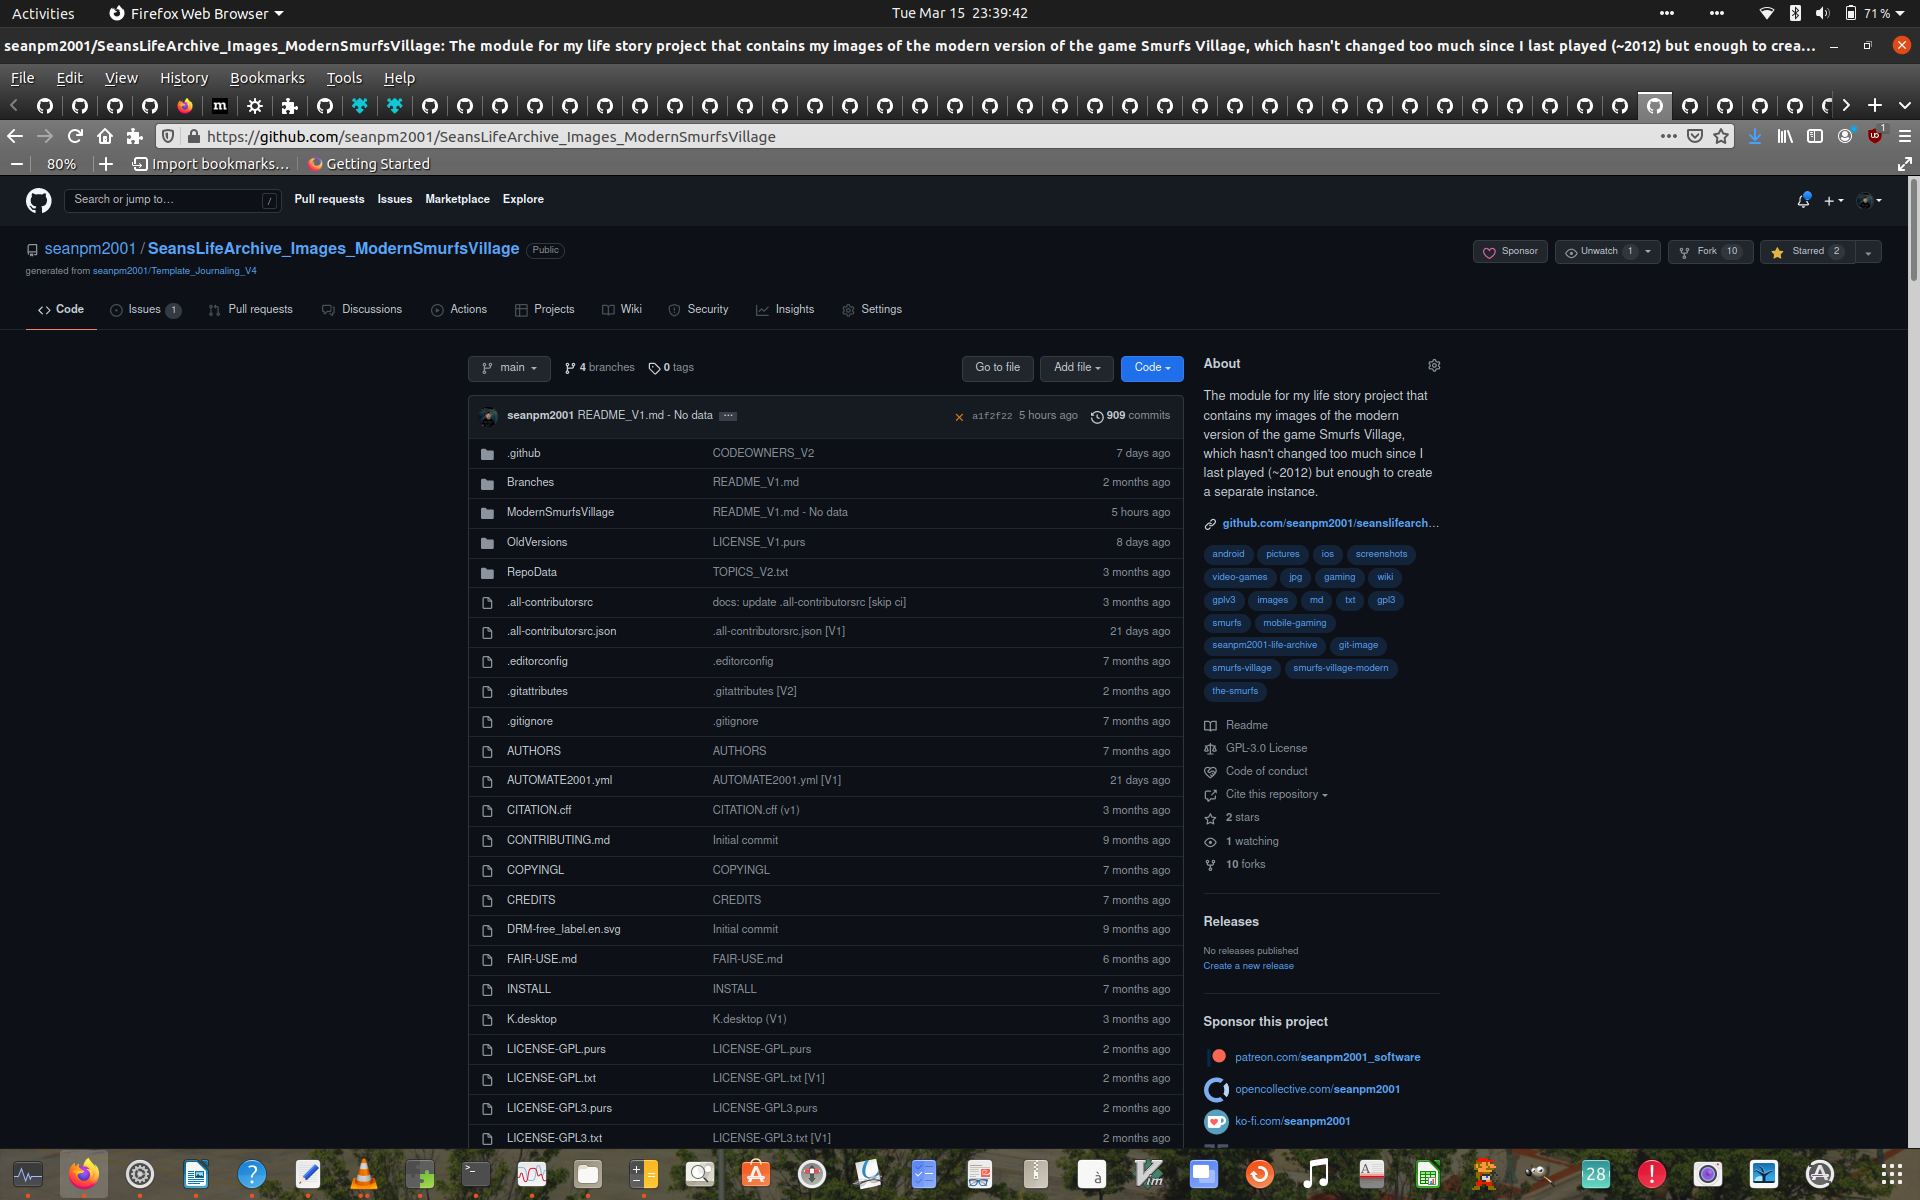 Activities
Firefox Web Browser
Tue Mar 15 23:39:42
71%
seanpm2001/SeansLifeArchive_Images_ModernSmurfsVillage: The module for my life story project that contains my images of the modern version of the game Smurfs Village, which hasn't changed too much since I last played (~2012) but enough to crea…
File Edit View History Bookmarks Tools Help
https://github.com/seanpm2001/SeansLifeArchive_Images_ModernSmurfsVillage
80%
Import bookmarks…
Getting Started
Search or jump to…
/
Pull requests Issues Marketplace Explore
seanpm2001 / SeansLifeArchive_Images_ModernSmurfsVillage Public
generated from seanpm2001/Template_Journaling_V4
Sponsor
Unwatch 1
Fork 10
Starred 2
Code
Issues 1
Pull requests
Discussions
Actions
Projects
Wiki
Security
Insights
Settings
main
4 branches
0 tags
Go to file
Add file
Code
seanpm2001 README_V1.md - No data
a1f2f22 5 hours ago
909 commits
.github CODEOWNERS_V2 7 days ago
Branches README_V1.md 2 months ago
ModernSmurfsVillage README_V1.md - No data 5 hours ago
OldVersions LICENSE_V1.purs 8 days ago
RepoData TOPICS_V2.txt 3 months ago
.all-contributorsrc docs: update .all-contributorsrc [skip ci] 3 months ago
.all-contributorsrc.json .all-contributorsrc.json [V1] 21 days ago
.editorconfig .editorconfig 7 months ago
.gitattributes .gitattributes [V2] 2 months ago
.gitignore .gitignore 7 months ago
AUTHORS AUTHORS 7 months ago
AUTOMATE2001.yml AUTOMATE2001.yml [V1] 21 days ago
CITATION.cff CITATION.cff (v1) 3 months ago
CONTRIBUTING.md Initial commit 9 months ago
COPYINGL COPYINGL 7 months ago
CREDITS CREDITS 7 months ago
DRM-free_label.en.svg Initial commit 9 months ago
FAIR-USE.md FAIR-USE.md 6 months ago
INSTALL INSTALL 7 months ago
K.desktop K.desktop (V1) 3 months ago
LICENSE-GPL.purs LICENSE-GPL.purs 2 months ago
LICENSE-GPL.txt LICENSE-GPL.txt [V1] 2 months ago
LICENSE-GPL3.purs LICENSE-GPL3.purs 2 months ago
LICENSE-GPL3.txt LICENSE-GPL3.txt [V1] 2 months ago
About
The module for my life story project that
contains my images of the modern
version of the game Smurfs Village,
which hasn't changed too much since I
last played (~2012) but enough to create
a separate instance.
github.com/seanpm2001/seanslifearch…
android pictures ios screenshots
video-games jpg gaming wiki
gplv3 images md txt gpl3
smurfs mobile-gaming
seanpm2001-life-archive git-image
smurfs-village smurfs-village-modern
the-smurfs
Readme
GPL-3.0 License
Code of conduct
Cite this repository
2 stars
1 watching
10 forks
Releases
No releases published
Create a new release
Sponsor this project
patreon.com/seanpm2001_software
opencollective.com/seanpm2001
ko-fi.com/seanpm2001
28